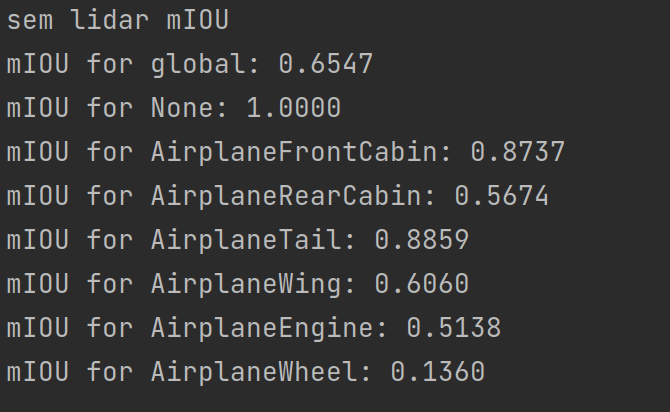 sem lidar mIOU
mIOU for global: 0.6547
mIOU for None: 1.0000
mIOU for AirplaneFrontCabin: 0.8737
mIOU for AirplaneRearCabin: 0.5674
mIOU for AirplaneTail: 0.8859
mIOU for AirplaneWing: 0.6060
mIOU for AirplaneEngine: 0.5138
mIOU for AirplaneWheel: 0.1360